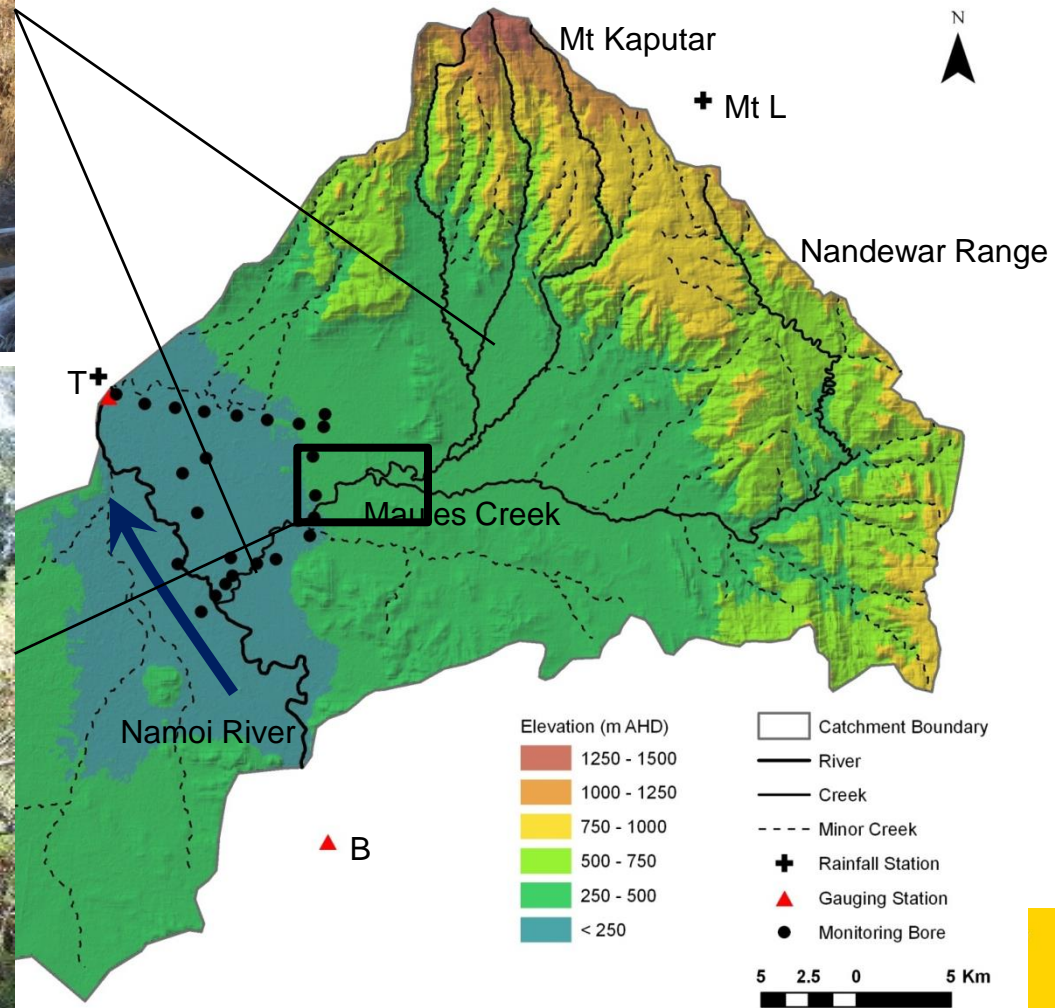 N
Mt Kaputar
Mt L
Nandewar Range
T
Maules Creek
Namoi River
B
Elevation (m AHD)
1250 - 1500
1000 - 1250
750 - 1000
500 - 750
250 - 500
< 250
Catchment Boundary
River
Creek
Minor Creek
Rainfall Station
Gauging Station
Monitoring Bore
5 2.5 0 5 Km